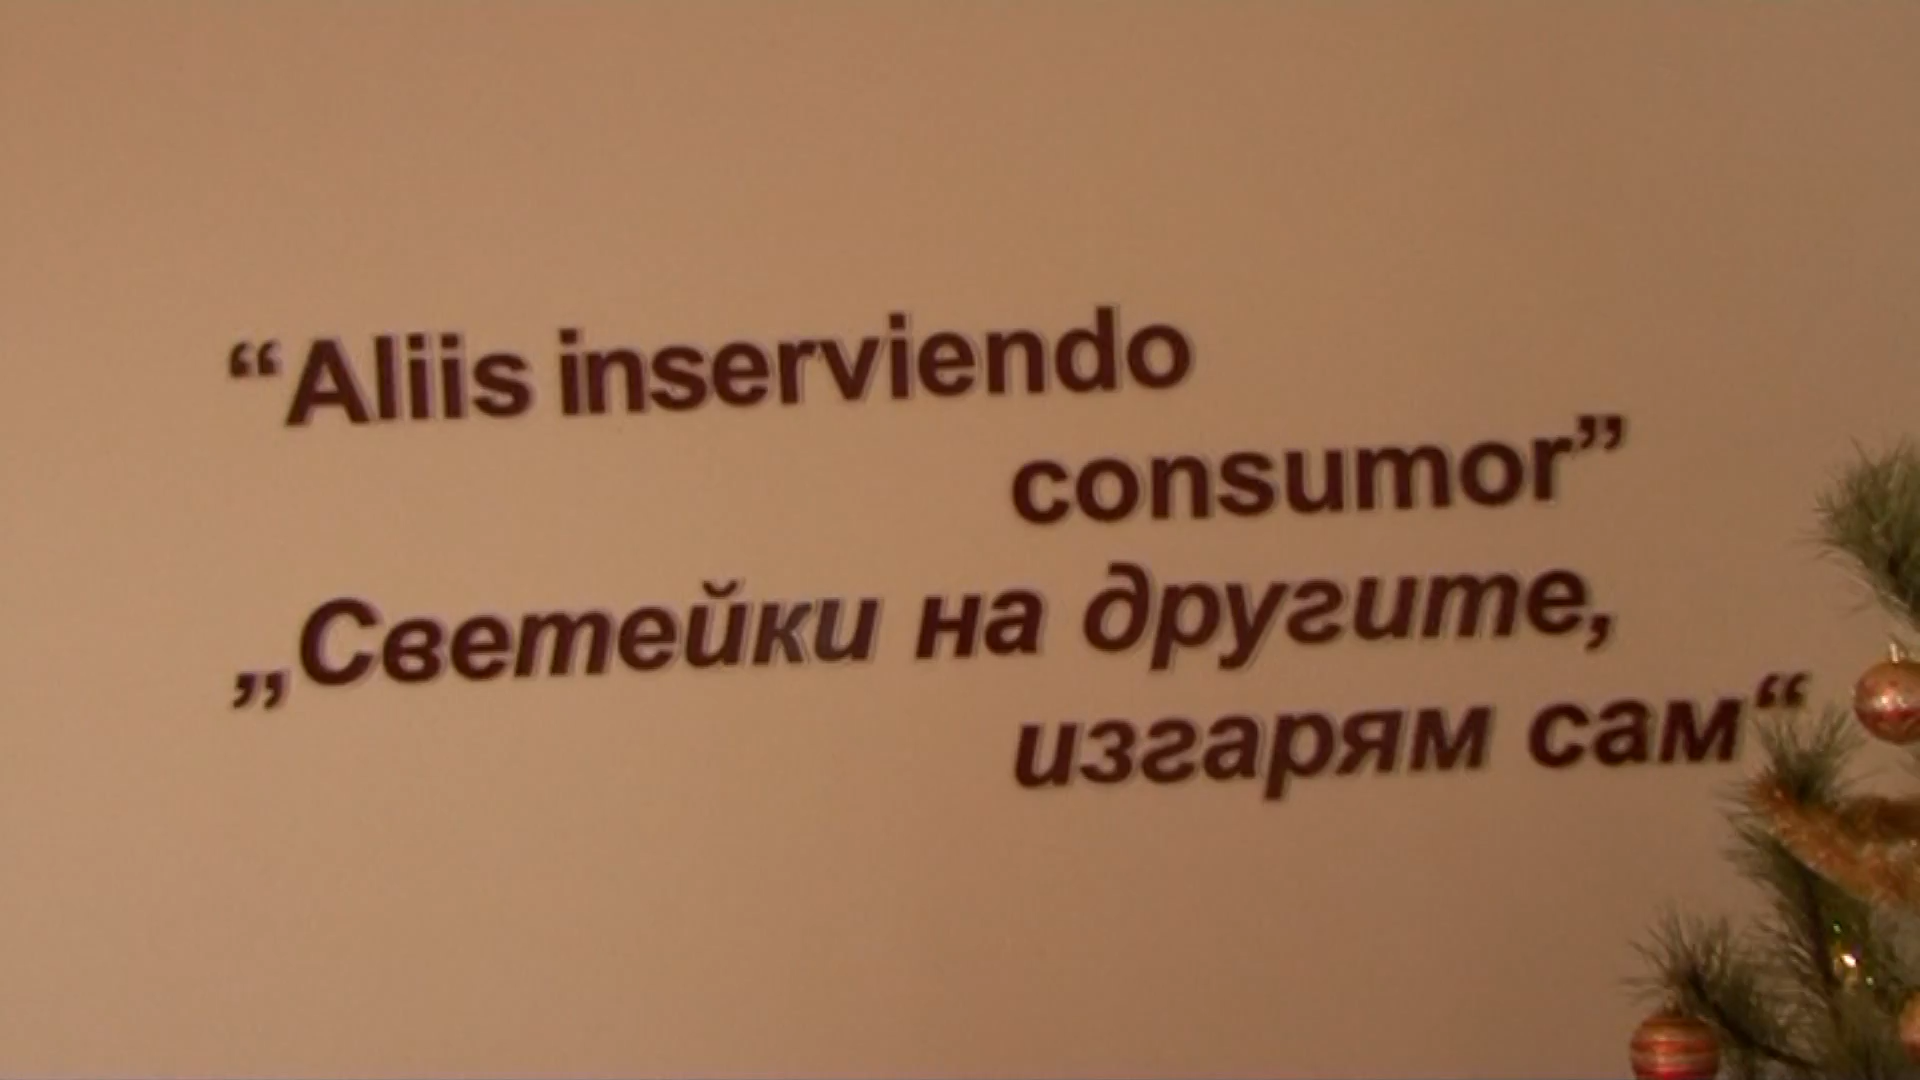 “Aliis inserviendo
consumor”
„Светейки на другите,
изгарям сам“